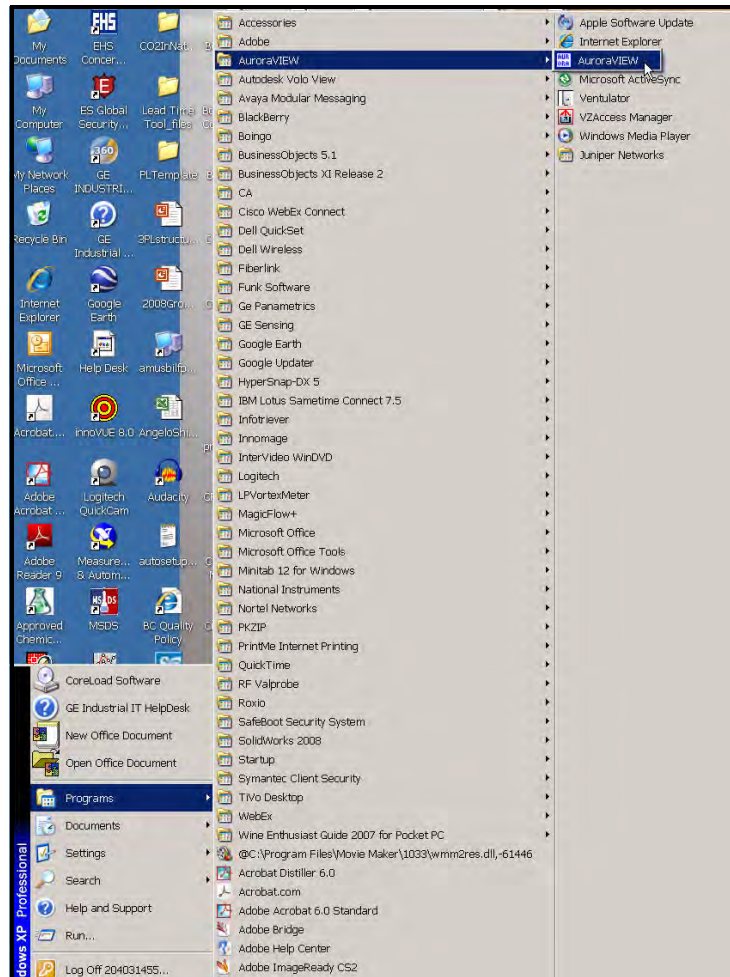 My Documents
EHS Concer...
CO2InNat...
My Computer
ES Global Security...
Lead Time Tool_files
My Network Places
GE INDUSTRI...
PLTemplate
Recycle Bin
GE Industrial ...
3PLstructu...
Internet Explorer
Google Earth
2008Gro...
Microsoft Office ...
Help Desk
amusbilfp...
Acrobat...
innoVUE 8.0
AngeloShi...
Adobe Acrobat ...
Logitech QuickCam
Audacity
Adobe Reader 9
Measure... & Autom...
autosetup...
Approved Chemic...
MSDS
BC Quality Policy
CoreLoad Software
GE Industrial IT HelpDesk
New Office Document
Open Office Document
Programs
Documents
Settings
Search
Help and Support
Run...
Log Off 204031455...
dows XP Professional
Accessories
Adobe
AuroraVIEW
Autodesk Volo View
Avaya Modular Messaging
BlackBerry
Boingo
BusinessObjects 5.1
BusinessObjects XI Release 2
CA
Cisco WebEx Connect
Dell QuickSet
Dell Wireless
Fiberlink
Funk Software
Ge Panametrics
GE Sensing
Google Earth
Google Updater
HyperSnap-DX 5
IBM Lotus Sametime Connect 7.5
Infotriever
Innomage
InterVideo WinDVD
Logitech
LPVortexMeter
MagicFlow+
Microsoft Office
Microsoft Office Tools
Minitab 12 for Windows
National Instruments
Nortel Networks
PKZIP
PrintMe Internet Printing
QuickTime
RF Valprobe
Roxio
SafeBoot Security System
SolidWorks 2008
Startup
Symantec Client Security
TiVo Desktop
WebEx
Wine Enthusiast Guide 2007 for Pocket PC
@C:\Program Files\Movie Maker\1033\wmm2res.dll,-61446
Acrobat Distiller 6.0
Acrobat.com
Adobe Acrobat 6.0 Standard
Adobe Bridge
Adobe Help Center
Adobe ImageReady CS2
Apple Software Update
Internet Explorer
AuroraVIEW
Microsoft ActiveSync
Ventulator
VZAccess Manager
Windows Media Player
Juniper Networks